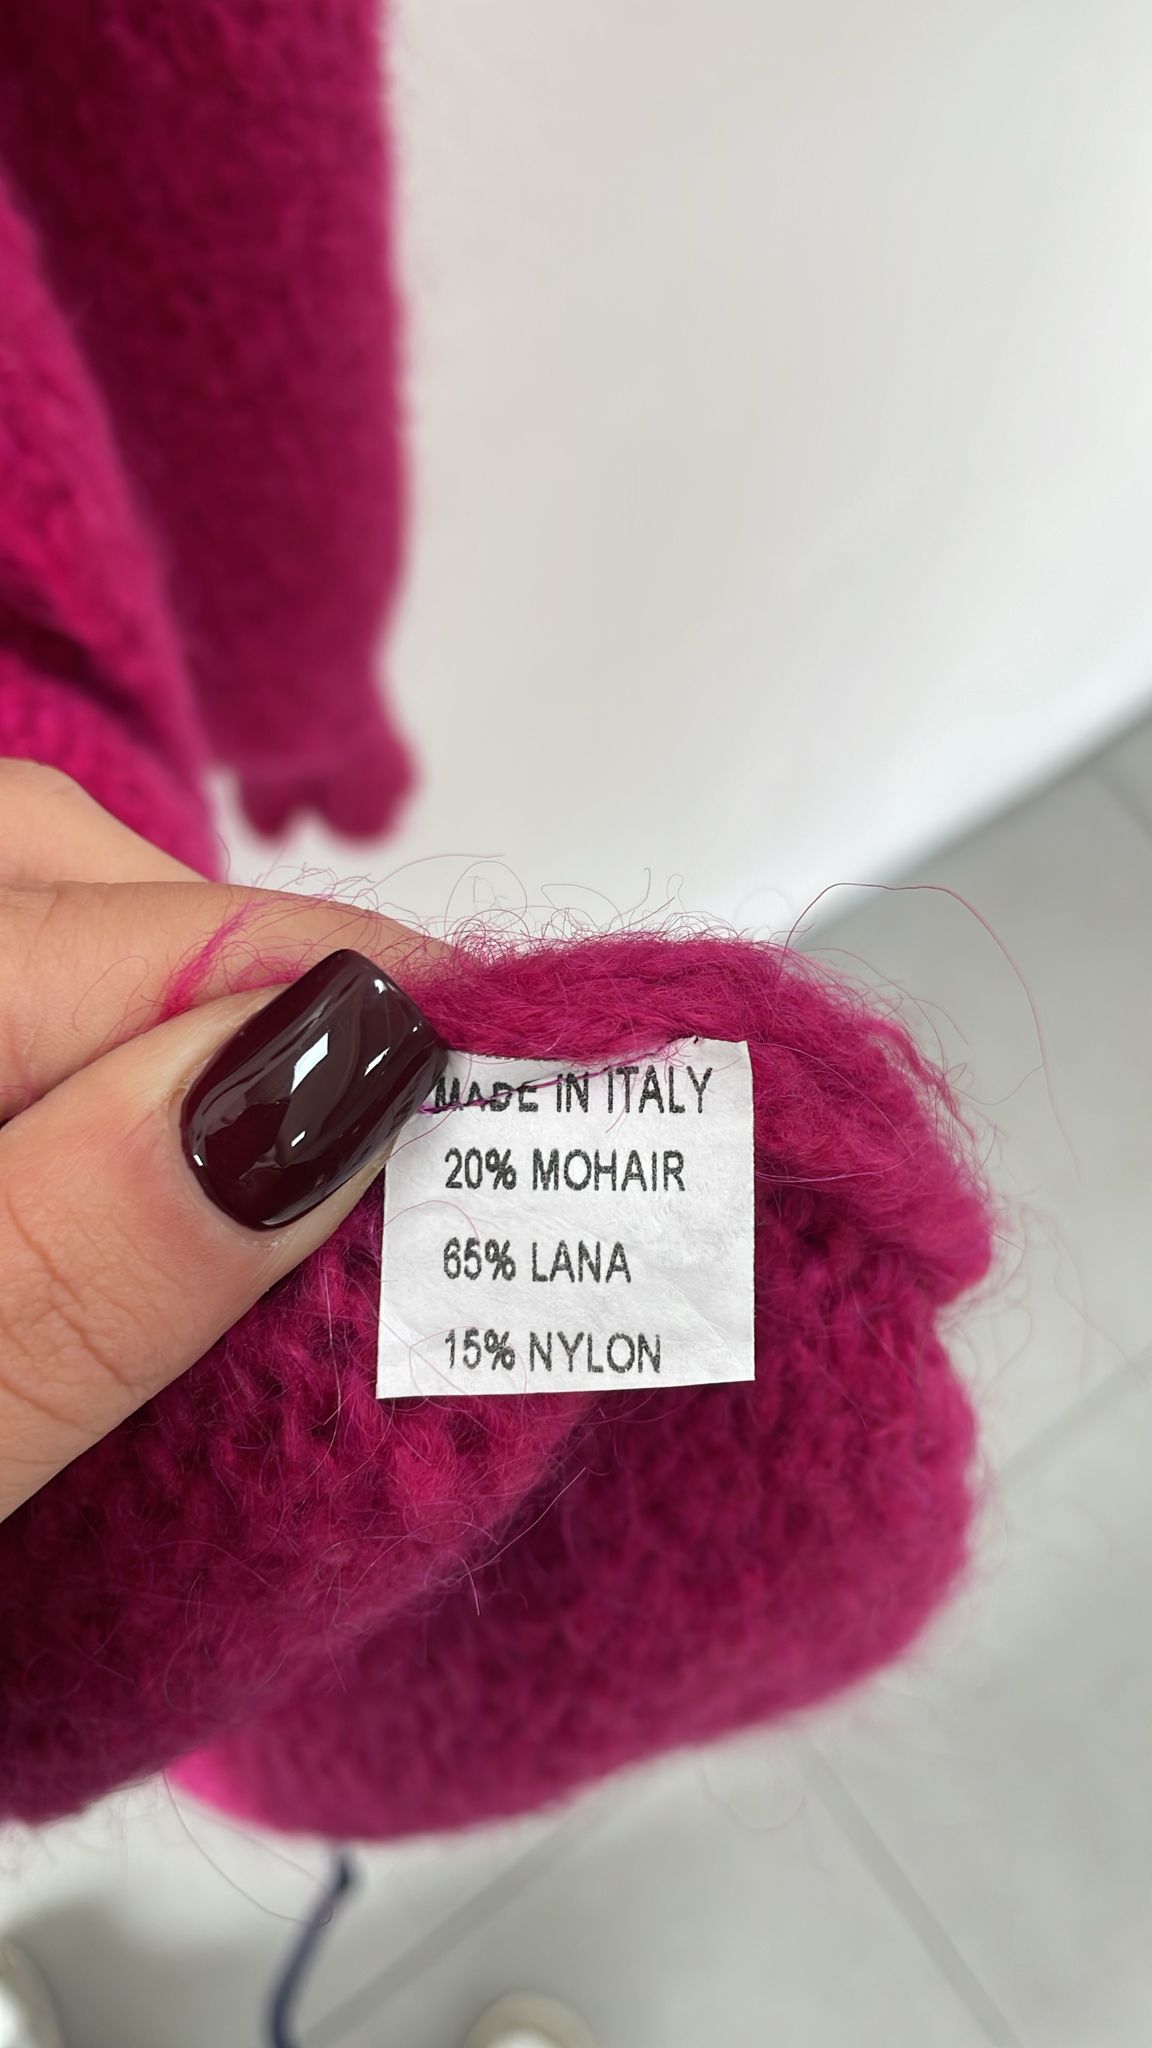 MADE IN ITALY
20% MOHAIR
65% LANA
15% NYLON